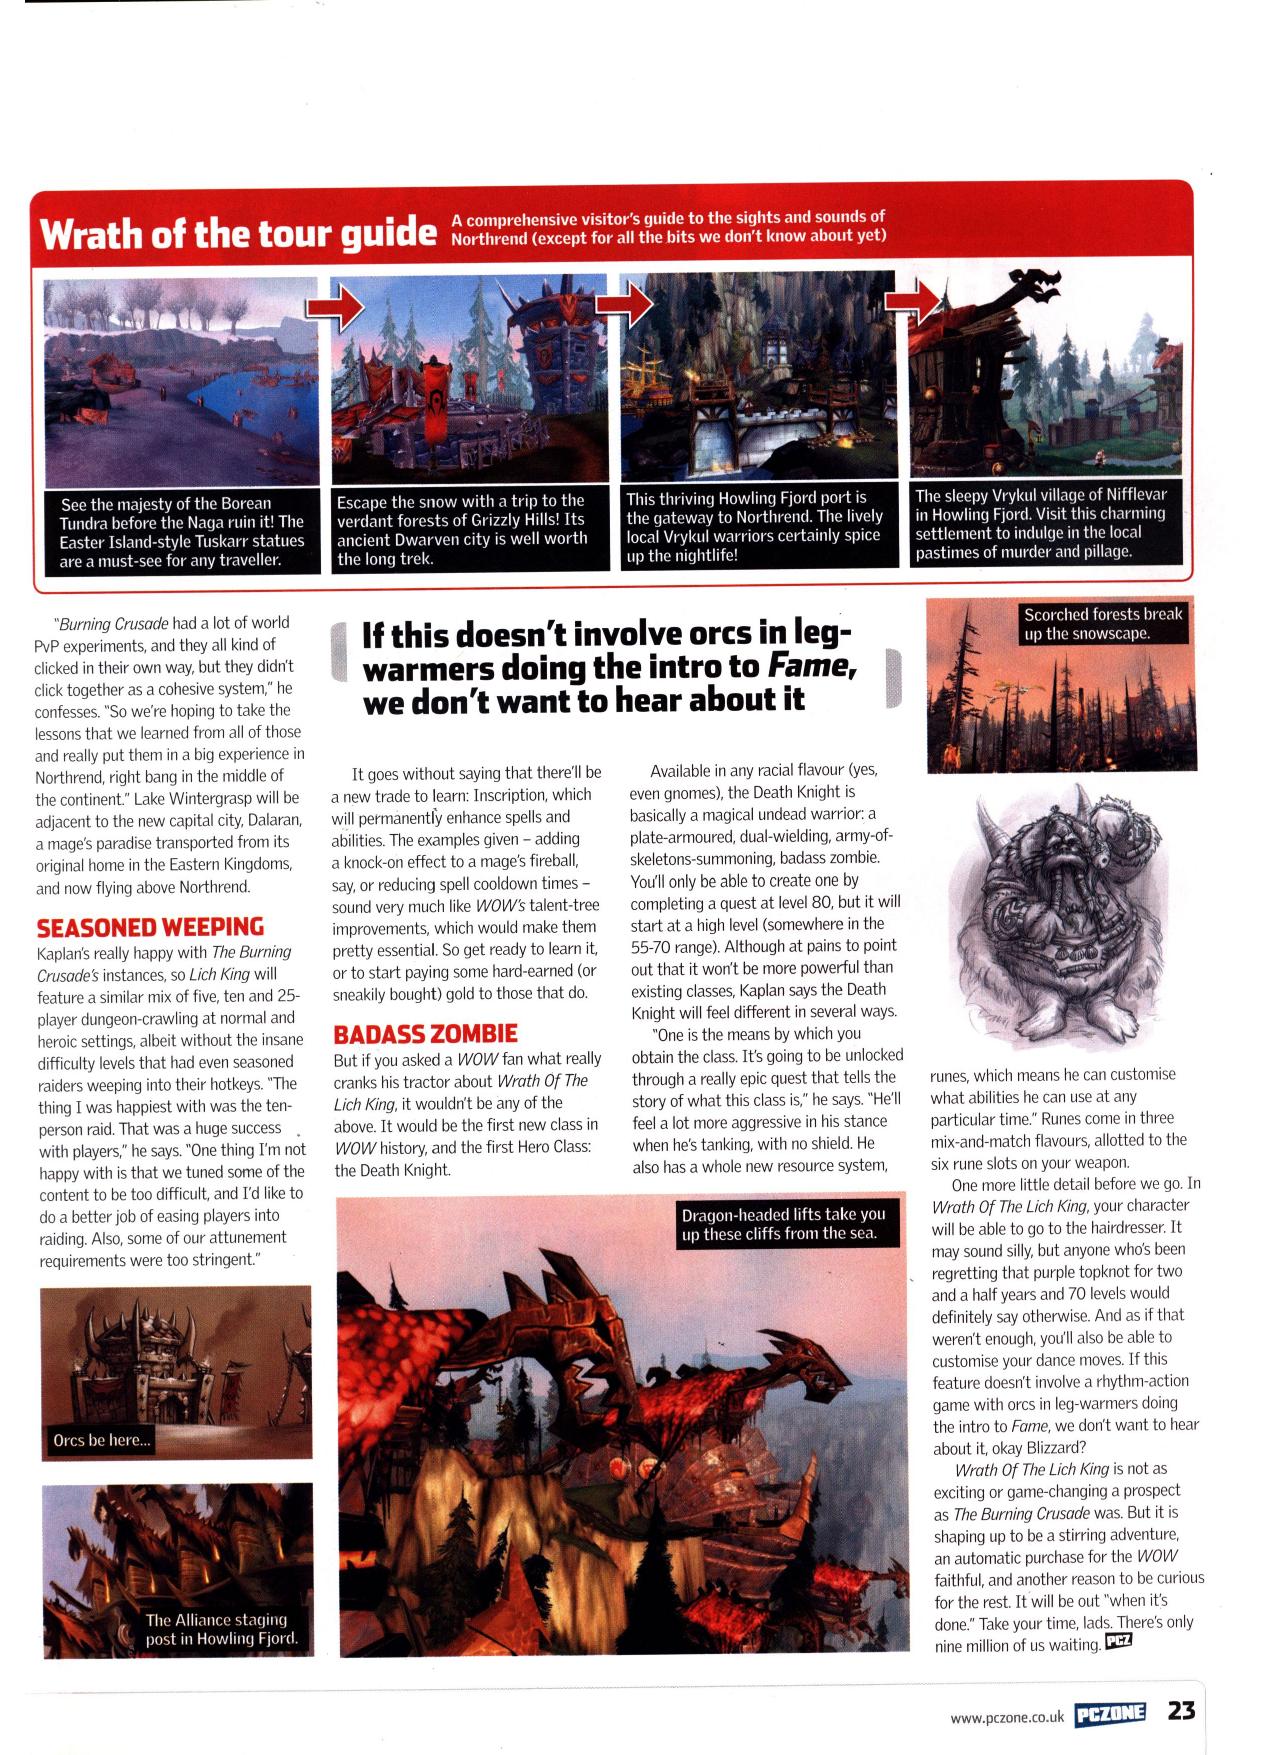 Wrath of the tour guide
A comprehensive visitor's guide to the sights and sounds of
Northrend (except for all the bits we don't know about yet)
See the majesty of the Borean
Tundra before the Naga ruin it! The
Easter Island-style Tuskarr statues
are a must-see for any traveller.
Escape the snow with a trip to the
verdant forests of Grizzly Hills! Its
ancient Dwarven city is well worth
the long trek.
This thriving Howling Fjord port is
the gateway to Northrend. The lively
local Vrykul warriors certainly spice
up the nightlife!
The sleepy Vrykul village of Nifflevar
in Howling Fjord. Visit this charming
settlement to indulge in the local
pastimes of murder and pillage.
"Burning Crusade had a lot of world
PvP experiments, and they all kind of
clicked in their own way, but they didn't
click together as a cohesive system," he
confesses. "So we're hoping to take the
lessons that we learned from all of those
and really put them in a big experience in
Northrend, right bang in the middle of
the continent." Lake Wintergrasp will be
adjacent to the new capital city, Dalaran,
a mage's paradise transported from its
original home in the Eastern Kingdoms,
and now flying above Northrend.
SEASONED WEEPING
Kaplan's really happy with The Burning
Crusade's instances, so Lich King will
feature a similar mix of five, ten and 25-
player dungeon-crawling at normal and
heroic settings, albeit without the insane
difficulty levels that had even seasoned
raiders weeping into their hotkeys. "The
thing I was happiest with was the ten-
person raid. That was a huge success
with players," he says. "One thing I'm not
happy with is that we tuned some of the
content to be too difficult, and I'd like to
do a better job of easing players into
raiding. Also, some of our attunement
requirements were too stringent."
Orcs be here...
The Alliance staging
post in Howling Fjord.
If this doesn't involve orcs in leg-
warmers doing the intro to Fame,
we don't want to hear about it
It goes without saying that there'll be
a new trade to learn: Inscription, which
will permanently enhance spells and
abilities. The examples given – adding
a knock-on effect to a mage's fireball,
say, or reducing spell cooldown times –
sound very much like WOW's talent-tree
improvements, which would make them
pretty essential. So get ready to learn it,
or to start paying some hard-earned (or
sneakily bought) gold to those that do.
BADASS ZOMBIE
But if you asked a WOW fan what really
cranks his tractor about Wrath Of The
Lich King, it wouldn't be any of the
above. It would be the first new class in
WOW history, and the first Hero Class:
the Death Knight.
Available in any racial flavour (yes,
even gnomes), the Death Knight is
basically a magical undead warrior: a
plate-armoured, dual-wielding, army-of-
skeletons-summoning, badass zombie.
You'll only be able to create one by
completing a quest at level 80, but it will
start at a high level (somewhere in the
55-70 range). Although at pains to point
out that it won't be more powerful than
existing classes, Kaplan says the Death
Knight will feel different in several ways.
"One is the means by which you
obtain the class. It's going to be unlocked
through a really epic quest that tells the
story of what this class is," he says. "He'll
feel a lot more aggressive in his stance
when he's tanking, with no shield. He
also has a whole new resource system,
Dragon-headed lifts take you
up these cliffs from the sea.
Scorched forests break
up the snowscape.
runes, which means he can customise
what abilities he can use at any
particular time." Runes come in three
mix-and-match flavours, allotted to the
six rune slots on your weapon.
One more little detail before we go. In
Wrath Of The Lich King, your character
will be able to go to the hairdresser. It
may sound silly, but anyone who's been
regretting that purple topknot for two
and a half years and 70 levels would
definitely say otherwise. And as if that
weren't enough, you'll also be able to
customise your dance moves. If this
feature doesn't involve a rhythm-action
game with orcs in leg-warmers doing
the intro to Fame, we don't want to hear
about it, okay Blizzard?
Wrath Of The Lich King is not as
exciting or game-changing a prospect
as The Burning Crusade was. But it is
shaping up to be a stirring adventure,
an automatic purchase for the WOW
faithful, and another reason to be curious
for the rest. It will be out "when it's
done." Take your time, lads. There's only
nine million of us waiting. PCZ
www.pczone.co.uk PCZONE 23